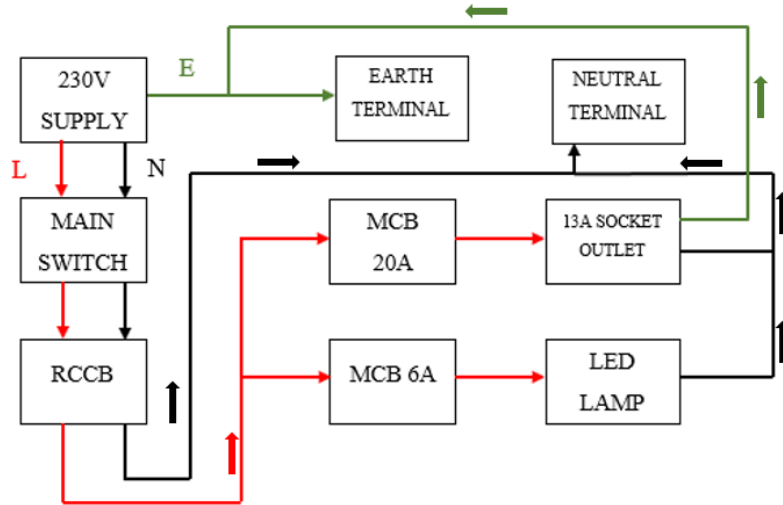 230V
SUPPLY
E
EARTH
TERMINAL
NEUTRAL
TERMINAL
L
N
MAIN
SWITCH
MCB
20A
13A SOCKET
OUTLET
RCCB
MCB 6A
LED
LAMP